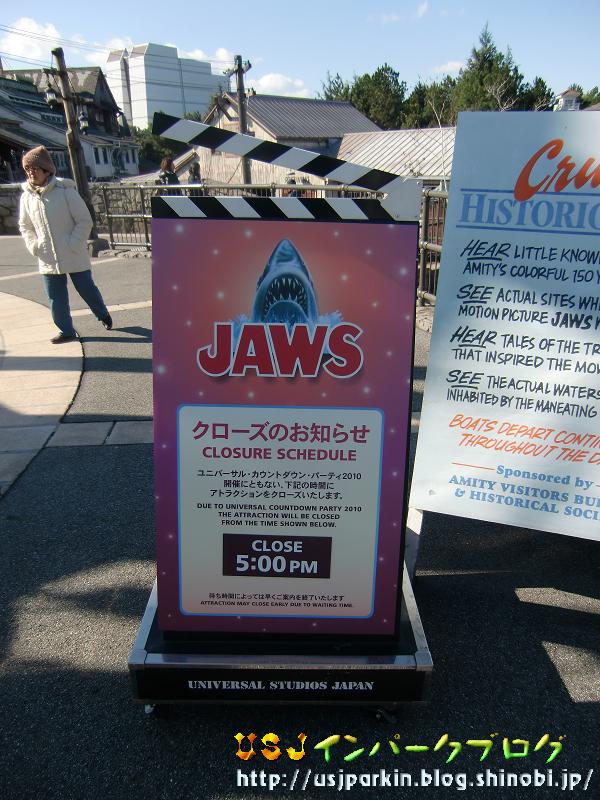 JAWS
クローズのお知らせ
CLOSURE SCHEDULE
ユニバーサル・カウントダウン・パーティ2010
開催にともない、下記の時間に
アトラクションをクローズいたします。
DUE TO UNIVERSAL COUNTDOWN PARTY 2010
THE ATTRACTION WILL BE CLOSED
FROM THE TIME SHOWN BELOW.
CLOSE
5:00 PM
待ち時間によっては早くご案内を終了いたします
ATTRACTION MAY CLOSE EARLY DUE TO WAITING TIME.
UNIVERSAL STUDIOS JAPAN
HEAR LITTLE KNOW
AMITY'S COLORFUL 150 Y
SEE ACTUAL SITES WH
MOTION PICTURE JAWS
HEAR TALES OF THE TR
THAT INSPIRED THE MOV
SEE THE ACTUAL WATERS
INHABITED BY THE MANEATING
BOATS DEPART CONTIN
THROUGHOUT THE D
Sponsored by
AMITY VISITORS BU
& HISTORICAL SOCI
USJインパークブログ
http://usjparkin.blog.shinobi.jp/